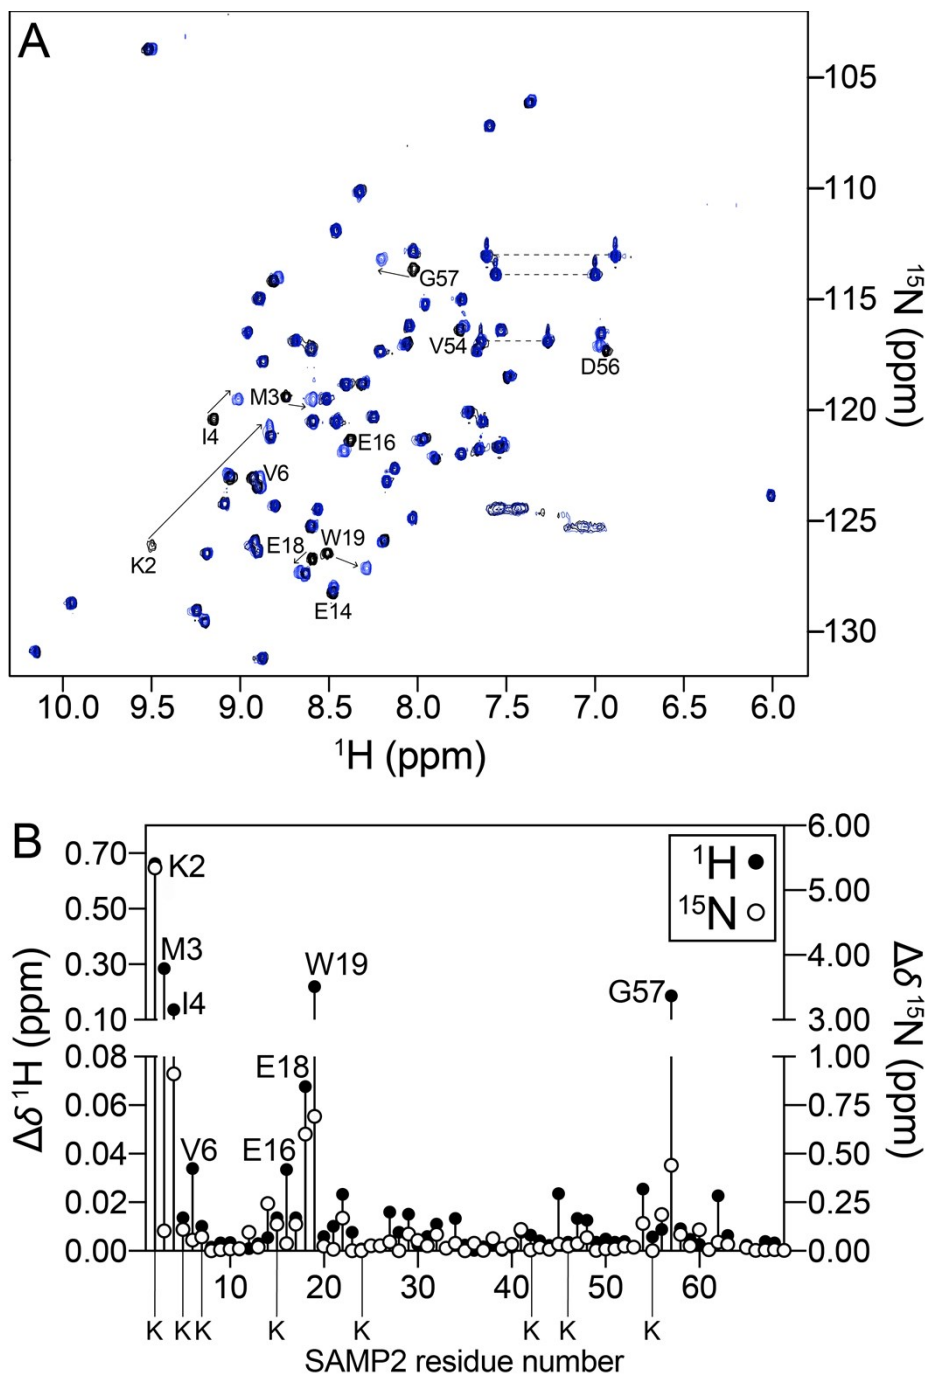 A
105
110
G57
115
V54
D56
M3
I4
E16
V6
120
125
130
K2
E18
W19
E14
¹⁵N (ppm)
10.0 9.5 9.0 8.5 8.0 7.5 7.0 6.5 6.0
¹H (ppm)
B
0.70
0.50
0.30
0.10
0.08
0.06
0.04
0.02
0.00
Δδ ¹H (ppm)
K2
M3
I4
V6
E16
E18
W19
G57
¹H
¹⁵N
6.00
5.00
4.00
3.00
1.00
0.75
0.50
0.25
0.00
Δδ ¹⁵N (ppm)
10 20 30 40 50 60
K K K K K K K K
SAMP2 residue number